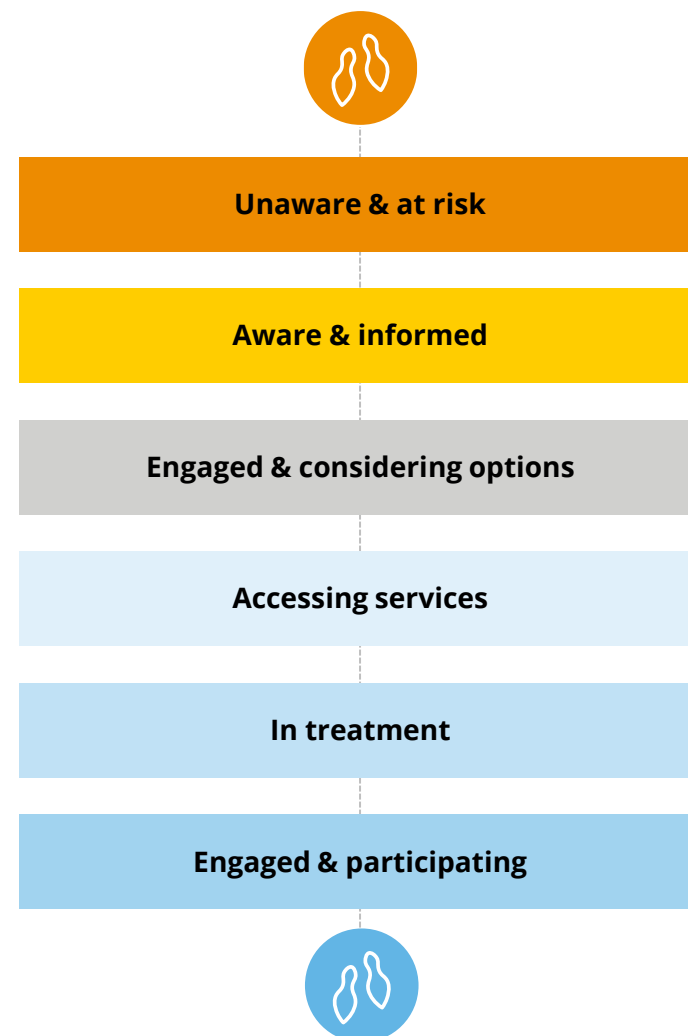 Unaware & at risk
Aware & informed
Engaged & considering options
Accessing services
In treatment
Engaged & participating